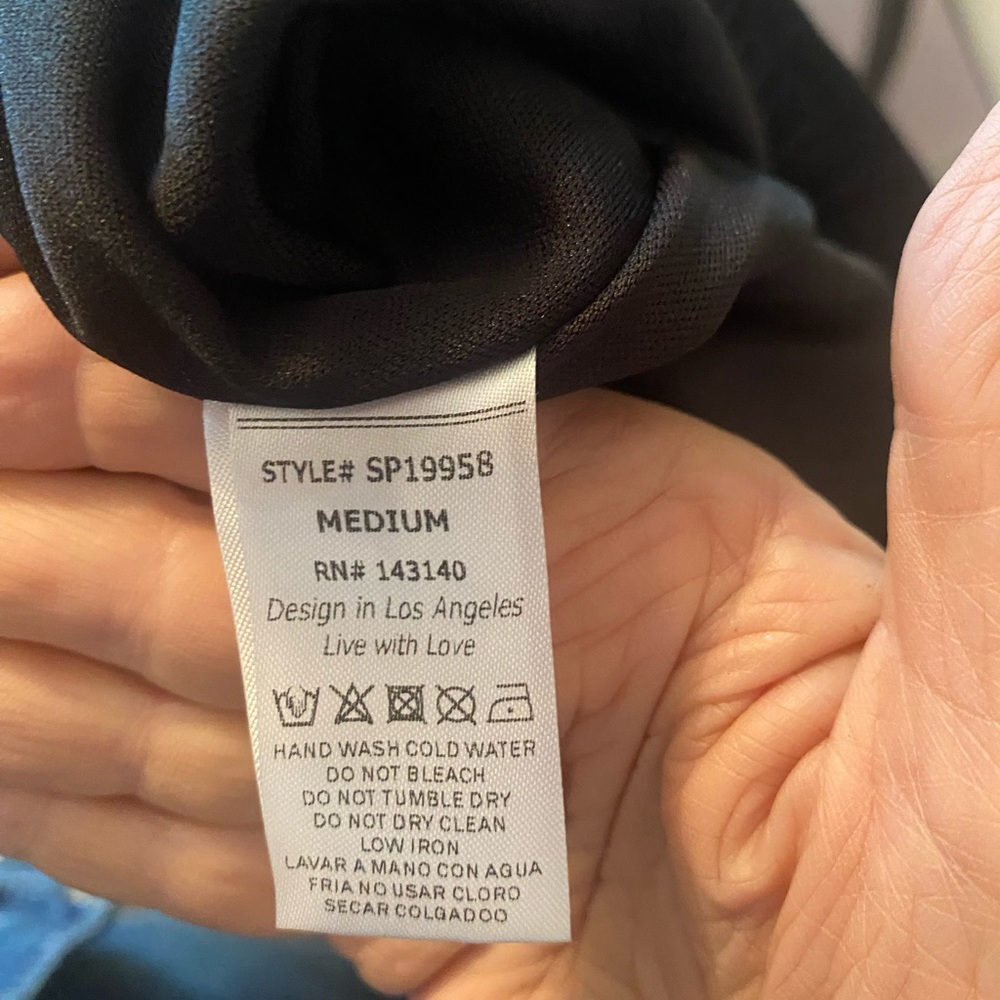 STYLE# SP19958
MEDIUM
RN# 143140
Design in Los Angeles
Live with Love
HAND WASH COLD WATER
DO NOT BLEACH
DO NOT TUMBLE DRY
DO NOT DRY CLEAN
LOW IRON
LAVAR A MANO CON AGUA
FRIA NO USAR CLORO
SECAR COLGADOO